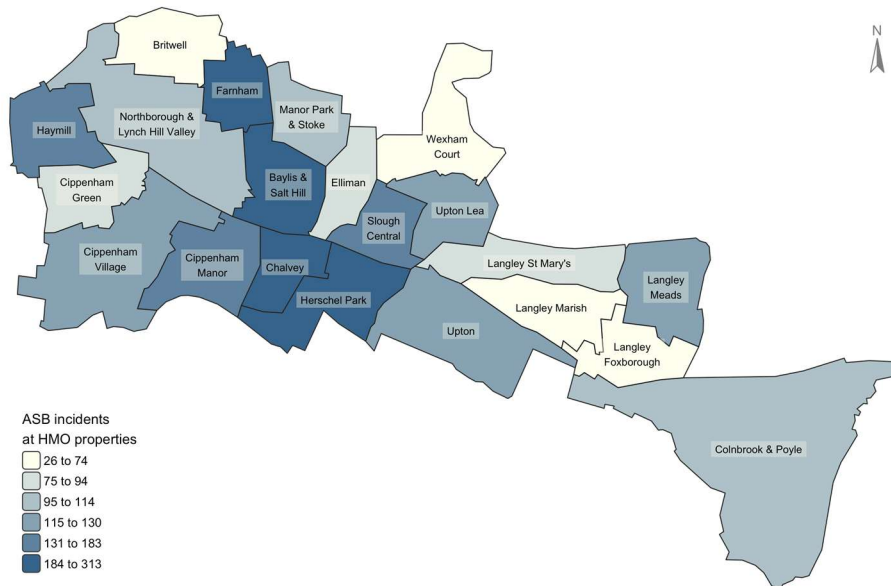 N
Britwell
Farnham
Manor Park
& Stoke
Northborough &
Lynch Hill Valley
Haymill
Wexham
Court
Cippenham
Green
Baylis &
Salt Hill
Elliman
Upton Lea
Slough
Central
Cippenham
Village
Cippenham
Manor
Chalvey
Langley St Mary's
Langley
Meads
Herschel Park
Langley Marish
Upton
Langley
Foxborough
Colnbrook & Poyle
ASB incidents
at HMO properties
26 to 74
75 to 94
95 to 114
115 to 130
131 to 183
184 to 313